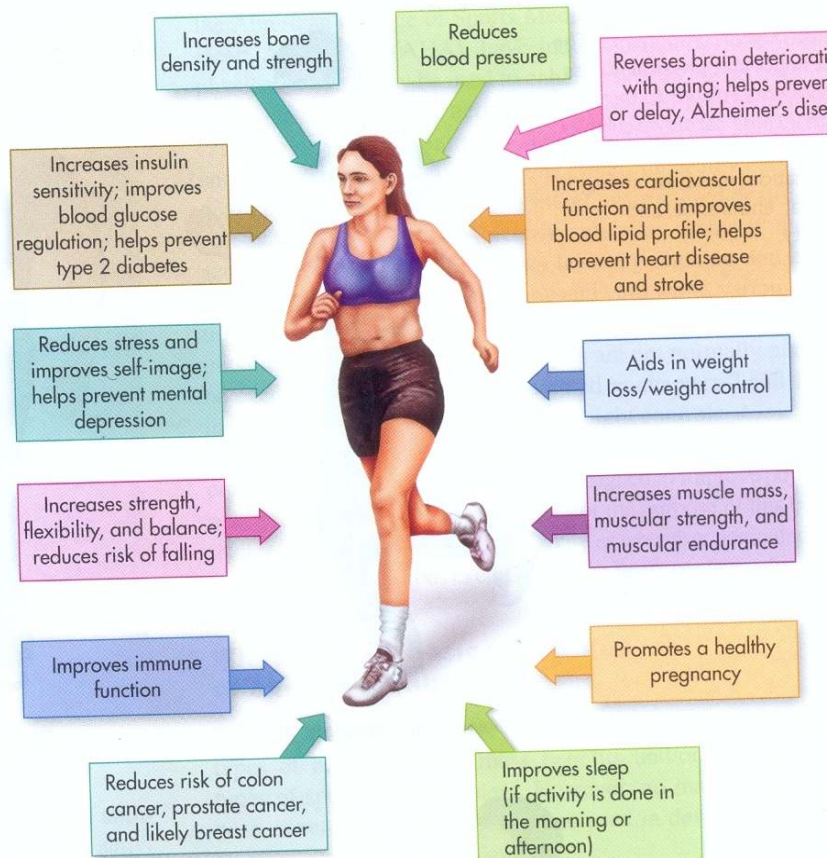 Increases bone
density and strength
Reduces
blood pressure
Reverses brain
with aging; helps
or delay, Alzheimer's
Increases insulin
sensitivity; improves
blood glucose
regulation; helps prevent
type 2 diabetes
Increases cardiovascular
function and improves
blood lipid profile; helps
prevent heart disease
and stroke
Reduces stress and
improves self-image;
helps prevent mental
depression
Aids in weight
loss/weight control
Increases strength,
flexibility, and balance;
reduces risk of falling
Increases muscle mass,
muscular strength, and
muscular endurance
Improves immune
function
Promotes a healthy
pregnancy
Reduces risk of colon
cancer, prostate cancer,
and likely breast cancer
Improves sleep
(if activity is done in
the morning or
afternoon)